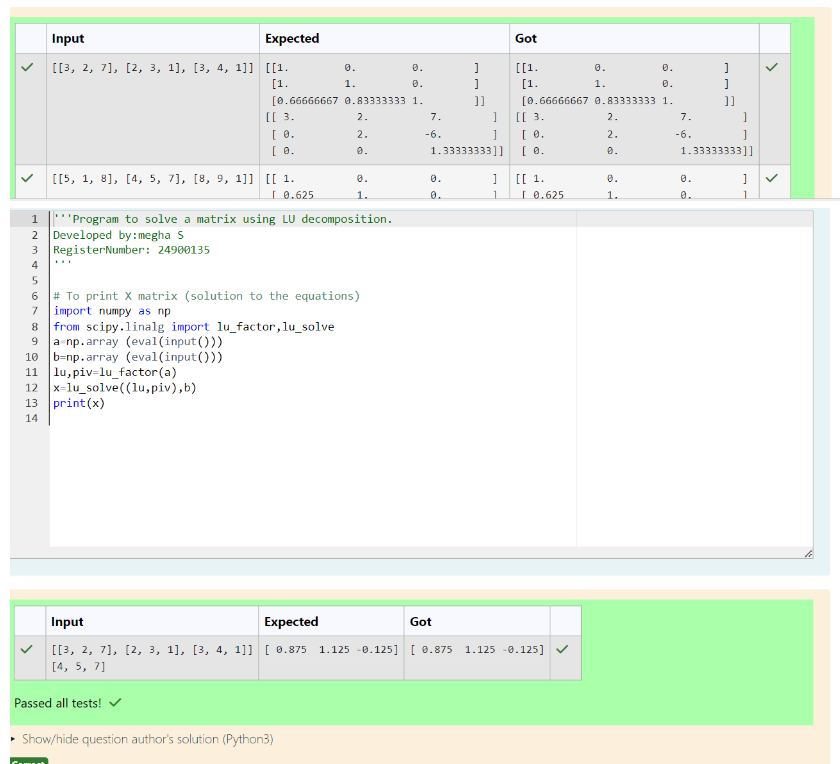 Input Expected Got
[[3, 2, 7], [2, 3, 1], [3, 4, 1]] [[1. 0. 0. ] [[1. 0. 0. ]
[1. 1. 0. ] [1. 1. 0. ]
[0.66666667 0.83333333 1. ]] [0.66666667 0.83333333 1. ]]
[[ 3. 2. 7. ] [[ 3. 2. 7. ]
[ 0. 2. -6. ] [ 0. 2. -6. ]
[ 0. 0. 1.33333333]] [ 0. 0. 1.33333333]]
[[5, 1, 8], [4, 5, 7], [8, 9, 1]] [[ 1. 0. 0. ] [[ 1. 0. 0. ]
[ 0.625 1. 0. ] [ 0.625 1. 0. ]
1 '''Program to solve a matrix using LU decomposition.
2 Developed by:megha S
3 RegisterNumber: 24900135
4 '''
5
6 # To print X matrix (solution to the equations)
7 import numpy as np
8 from scipy.linalg import lu_factor,lu_solve
9 a=np.array (eval(input()))
10 b=np.array (eval(input()))
11 lu,piv=lu_factor(a)
12 x=lu_solve((lu,piv),b)
13 print(x)
14
Input Expected Got
[[3, 2, 7], [2, 3, 1], [3, 4, 1]] [ 0.875 1.125 -0.125] [ 0.875 1.125 -0.125]
[4, 5, 7]
Passed all tests!
Show/hide question author's solution (Python3)